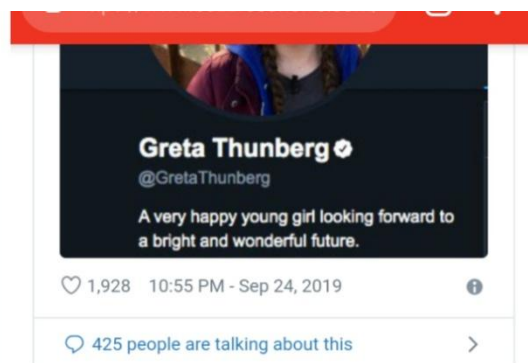 Greta Thunberg
@GretaThunberg
A very happy young girl looking forward to
a bright and wonderful future.
1,928 10:55 PM - Sep 24, 2019
425 people are talking about this